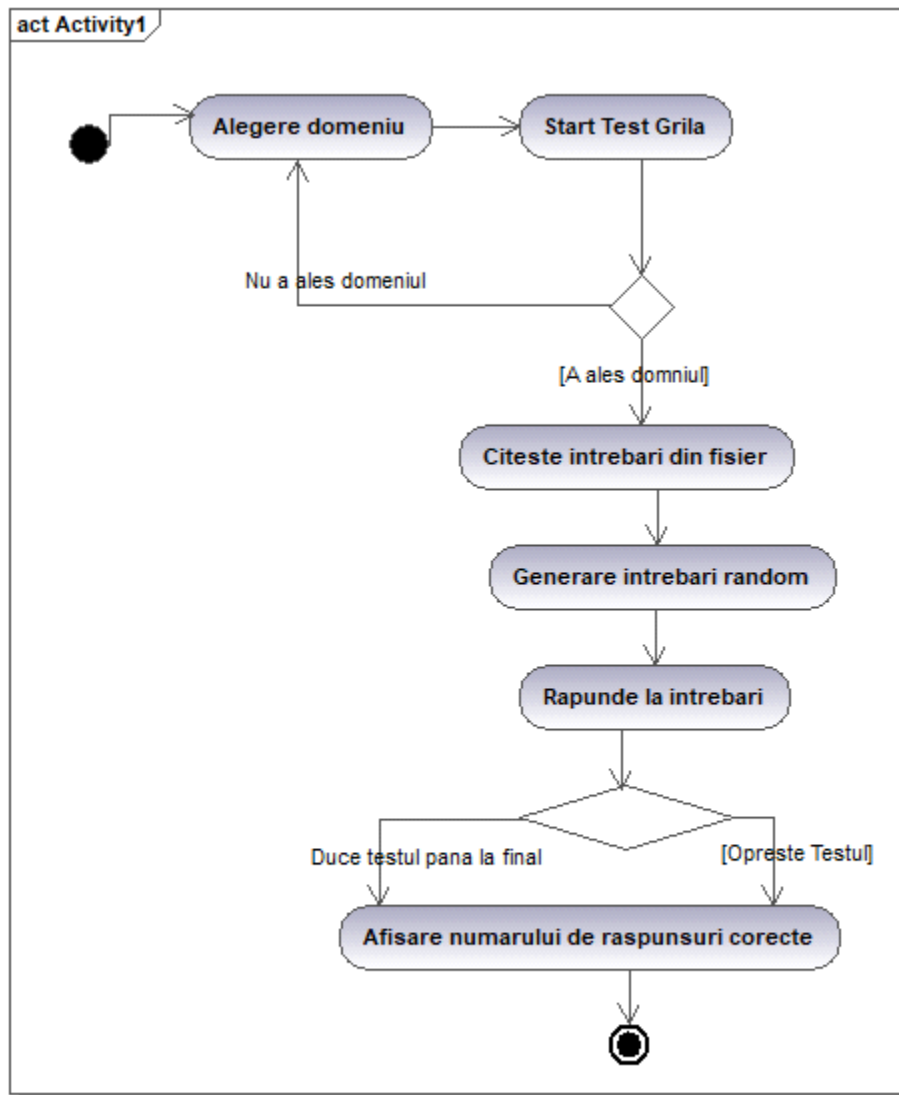 act Activity1
Alegere domeniu
Start Test Grila
Nu a ales domeniul
[A ales domniul]
Citeste intrebari din fisier
Generare intrebari random
Rapunde la intrebari
Duce testul pana la final
[Opreste Testul]
Afisare numarului de raspunsuri corecte